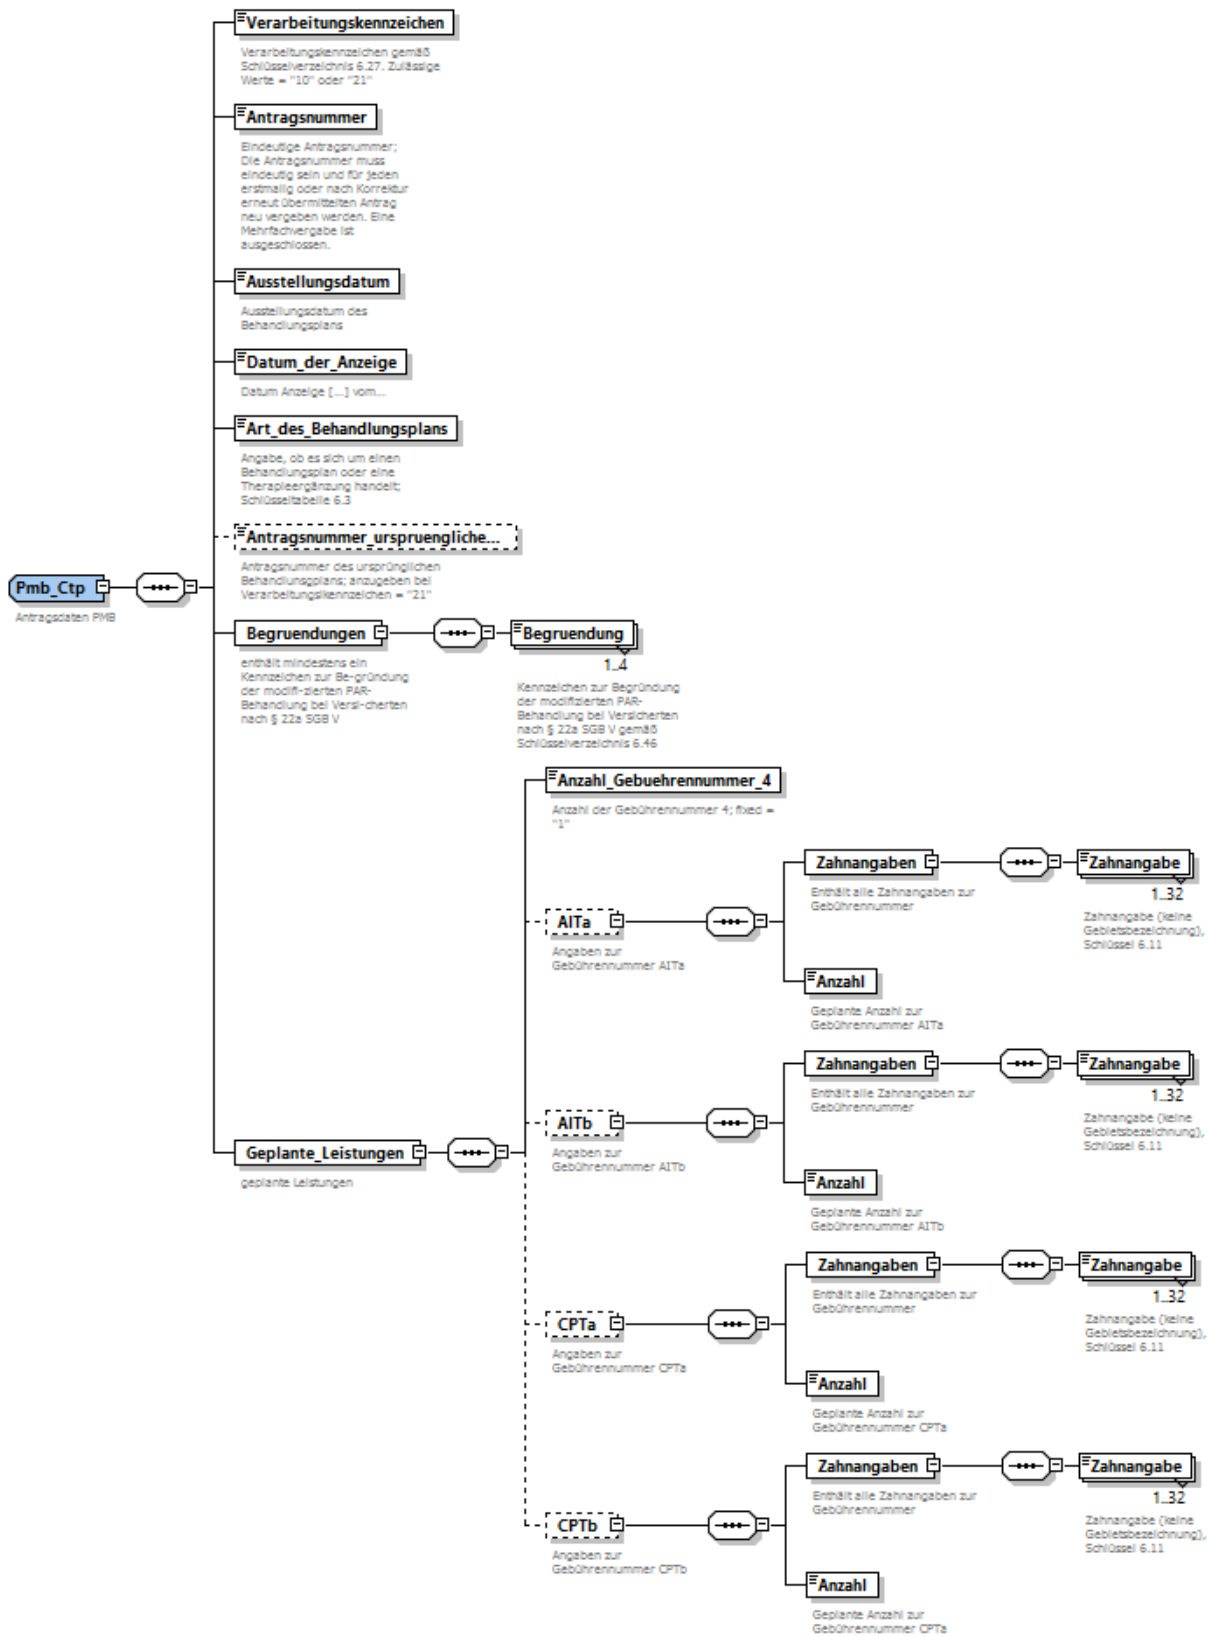 Verarbeitungskennzeichen
Verarbeitungskennzeichen gemäß
Schlüsselverzeichnis 6.27. Zulässige
Werte = "10" oder "21"
Antragsnummer
Eindeutige Antragsnummer;
Die Antragsnummer muss
eindeutig sein und für jeden
erstmalig oder nach Korrektur
erneut übermittelten Antrag
neu vergeben werden. Eine
Mehrfachvergabe ist
ausgeschlossen.
Ausstellungsdatum
Ausstellungsdatum des
Behandlungsplans
Datum_der_Anzeige
Datum Anzeige [...] vom...
Art_des_Behandlungsplans
Angabe, ob es sich um einen
Behandlungsplan oder eine
Therapieergänzung handelt;
Schlüsseltabelle 6.3
Antragsnummer_urspruengliche...
Antragsnummer des ursprünglichen
Behandlungsplans; anzugeben bei
Verarbeitungskennzeichen = "21"
Pmb_Ctp
Antragsdaten PMB
Begruendungen
enthält mindestens ein
Kennzeichen zur Be-gründung
der modifi-zierten PAR-
Behandlung bei Versi-cherten
nach § 22a SGB V
Begruendung
1..4
Kennzeichen zur Begründung
der modifizierten PAR-
Behandlung bei Versicherten
nach § 22a SGB V gemäß
Schlüsselverzeichnis 6.46
Geplante_Leistungen
geplante Leistungen
Anzahl_Gebuehrennummer_4
Anzahl der Gebührennummer 4; fixed =
"1"
AITa
Angaben zur
Gebührennummer AITa
Zahnangaben
Enthält alle Zahnangaben zur
Gebührennummer
Zahnangabe
1..32
Zahnangabe (keine
Gebietsbezeichnung),
Schlüssel 6.11
Anzahl
Geplante Anzahl zur
Gebührennummer AITa
AITb
Angaben zur
Gebührennummer AITb
Zahnangaben
Enthält alle Zahnangaben zur
Gebührennummer
Zahnangabe
1..32
Zahnangabe (keine
Gebietsbezeichnung),
Schlüssel 6.11
Anzahl
Geplante Anzahl zur
Gebührennummer AITb
CPTa
Angaben zur
Gebührennummer CPTa
Zahnangaben
Enthält alle Zahnangaben zur
Gebührennummer
Zahnangabe
1..32
Zahnangabe (keine
Gebietsbezeichnung),
Schlüssel 6.11
Anzahl
Geplante Anzahl zur
Gebührennummer CPTa
CPTb
Angaben zur
Gebührennummer CPTb
Zahnangaben
Enthält alle Zahnangaben zur
Gebührennummer
Zahnangabe
1..32
Zahnangabe (keine
Gebietsbezeichnung),
Schlüssel 6.11
Anzahl
Geplante Anzahl zur
Gebührennummer CPTa